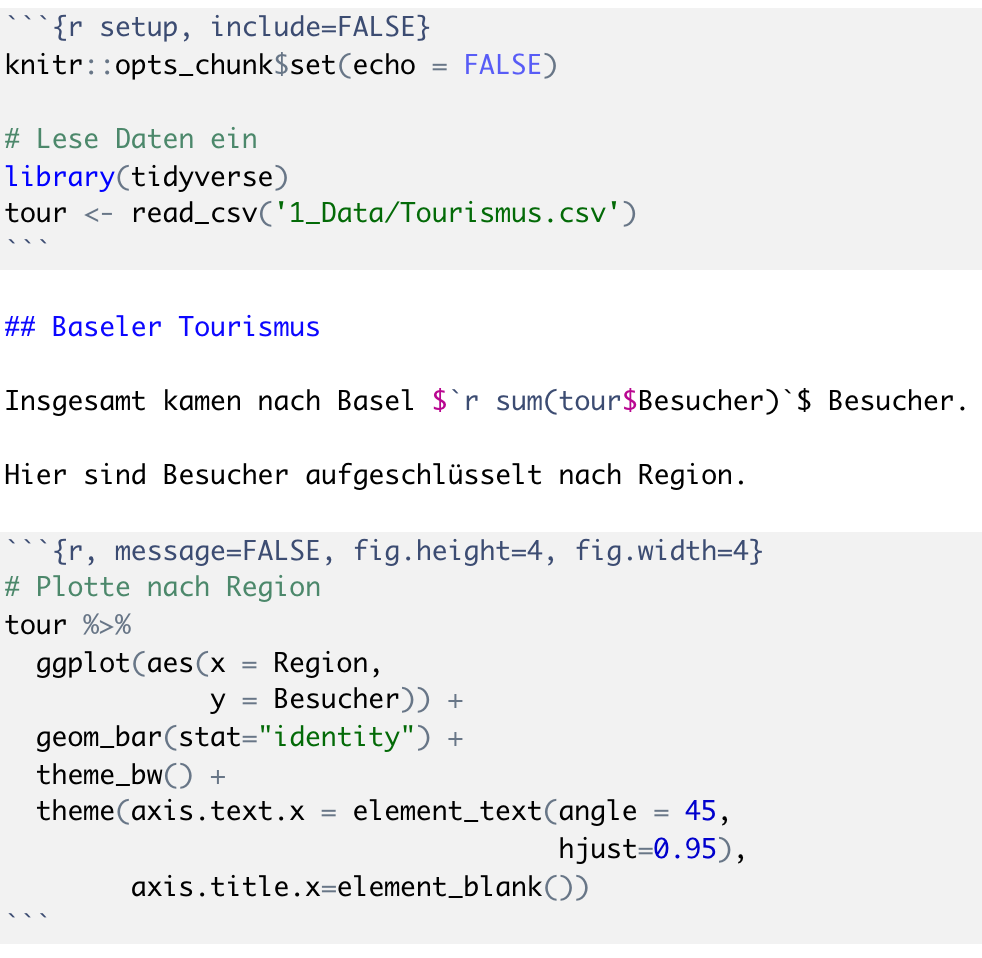 ```{r setup, include=FALSE}
knitr::opts_chunk$set(echo = FALSE)

# Lese Daten ein
library(tidyverse)
tour <- read_csv('1_Data/Tourismus.csv')
```

## Baseler Tourismus

Insgesamt kamen nach Basel $`r sum(tour$Besucher)`$ Besucher.

Hier sind Besucher aufgeschlüsselt nach Region.

```{r, message=FALSE, fig.height=4, fig.width=4}
# Plotte nach Region
tour %>%
  ggplot(aes(x = Region,
             y = Besucher)) +
  geom_bar(stat="identity") +
  theme_bw() +
  theme(axis.text.x = element_text(angle = 45,
                                   hjust=0.95),
        axis.title.x=element_blank())
```